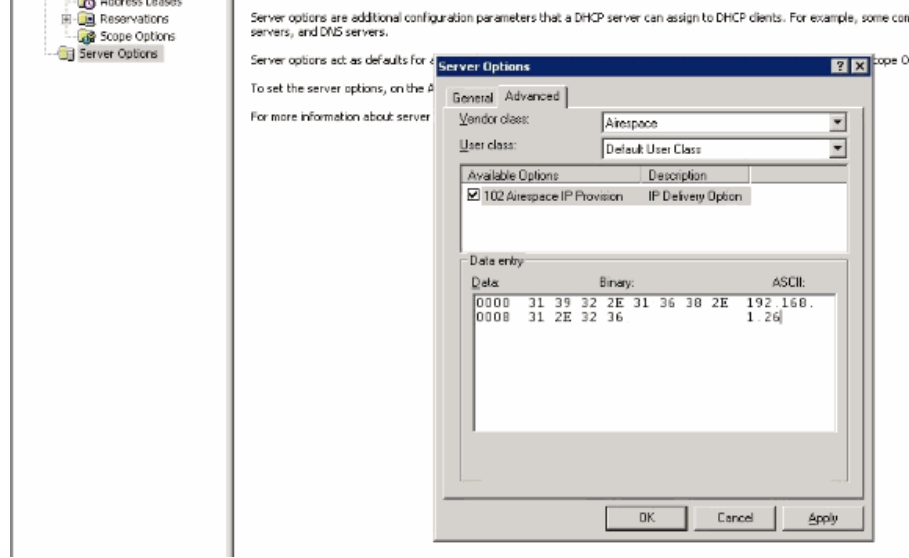 Address Leases
Reservations
Scope Options
Server Options
Server options are additional configuration parameters that a DHCP server can assign to DHCP clients. For example, some com
servers, and DNS servers.
Server options act as defaults for a
cope O
To set the server options, on the A
For more information about server
Server Options
General Advanced
Vendor class: Airespace
User class: Default User Class
Available Options Description
102 Airespace IP Provision IP Delivery Option
Data entry
Data: Binary: ASCII:
0000 31 39 32 2E 31 36 38 2E 192.168.
0008 31 2E 32 36 1.26
OK Cancel Apply